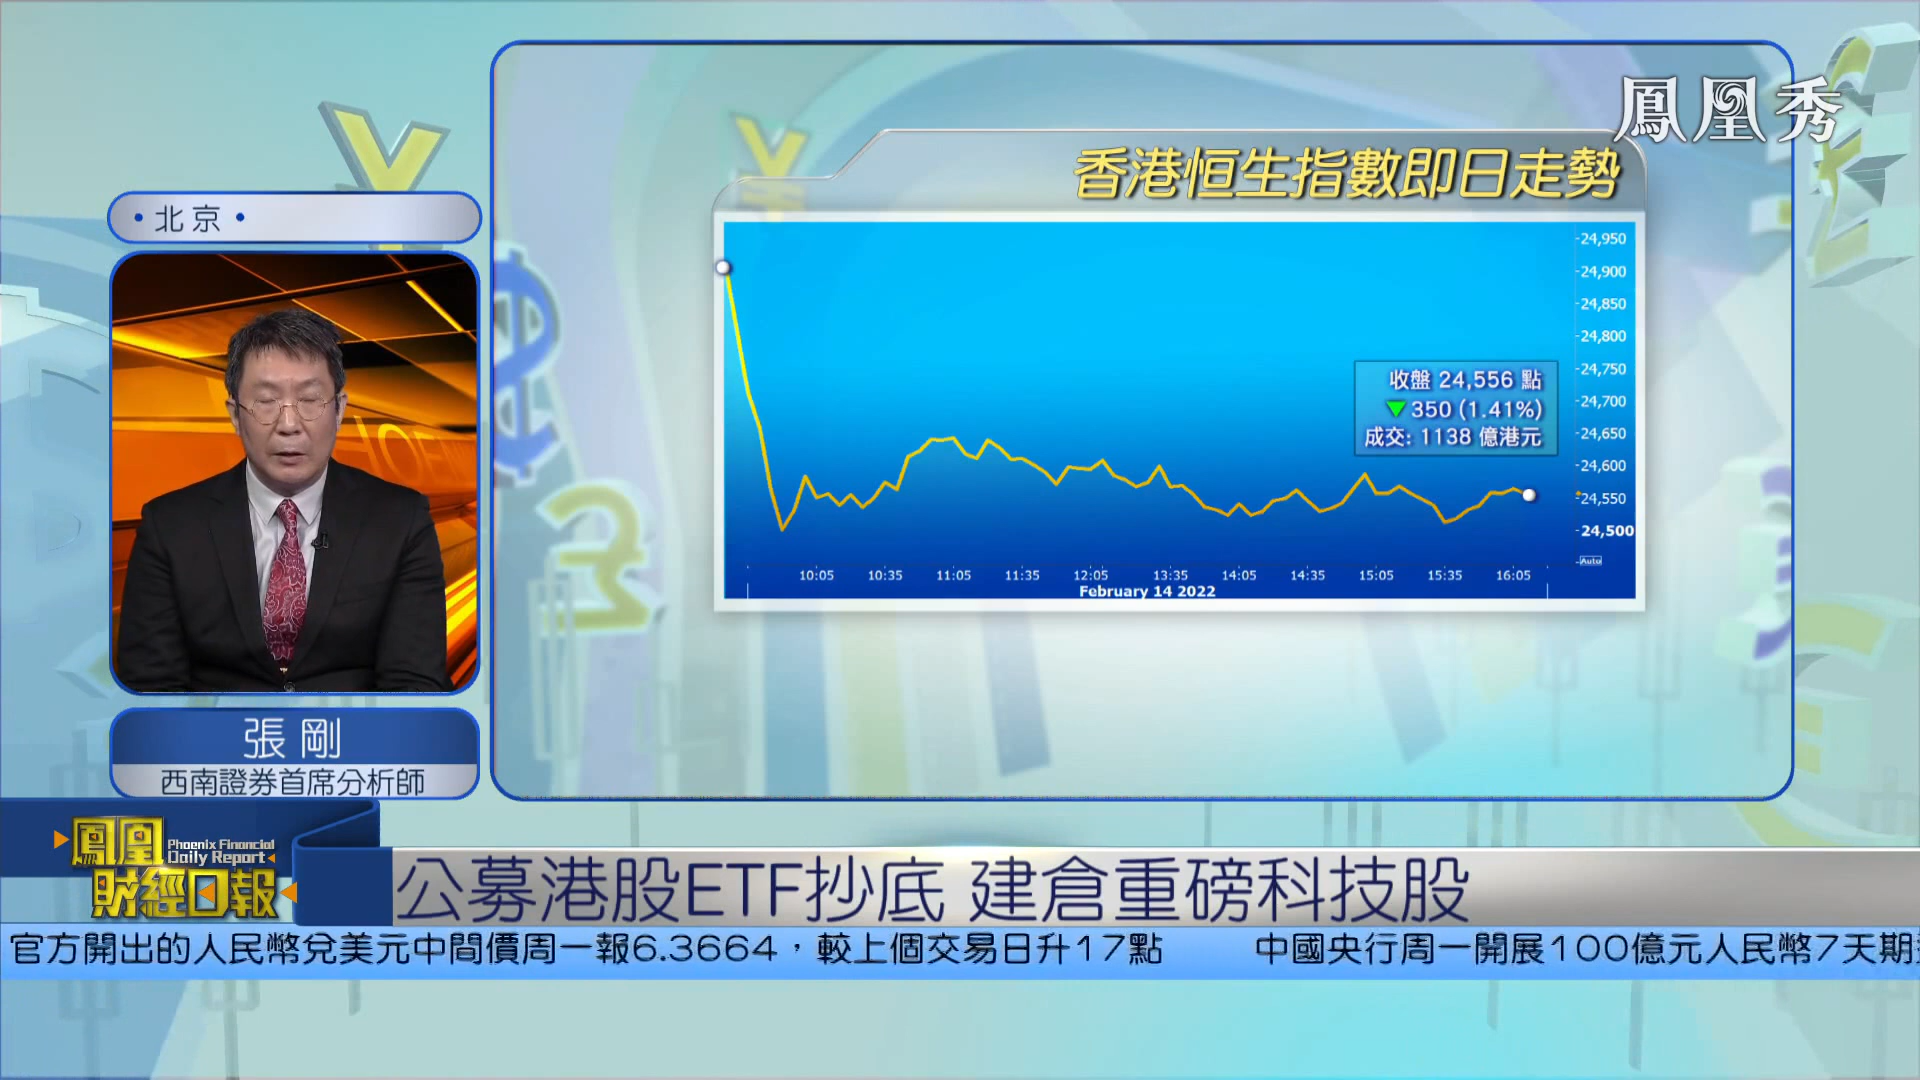 鳳凰秀
香港恒生指數即日走勢
·北京·
24,950
24,900
24,850
24,800
24,750
24,700
24,650
24,600
24,550
24,500
Auto
收盤 24,556 點
▼350 (1.41%)
成交: 1138 億港元
10:05 10:35 11:05 11:35 12:05 13:35 14:05 14:35 15:05 15:35 16:05
February 14 2022
張剛
西南證券首席分析師
鳳凰 Phoenix Financial
Daily Report
財經日報
公募港股ETF抄底 建倉重磅科技股
官方開出的人民幣兌美元中間價周一報6.3664,較上個交易日升17點 中國央行周一開展100億元人民幣7天期